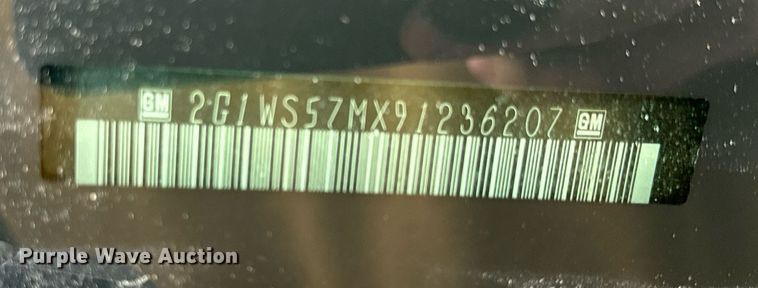 GM 2G1WS57MX91236207 GM
Purple Wave Auction